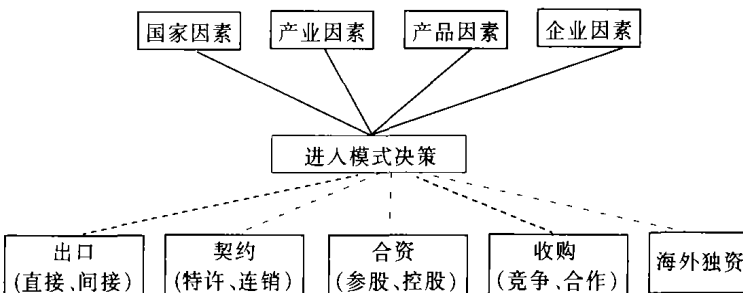 国家因素 产业因素 产品因素 企业因素
进入模式决策
出口 契约 合资 收购 海外独资
(直接、间接) (特许、连销) (参股、控股) (竞争、合作)